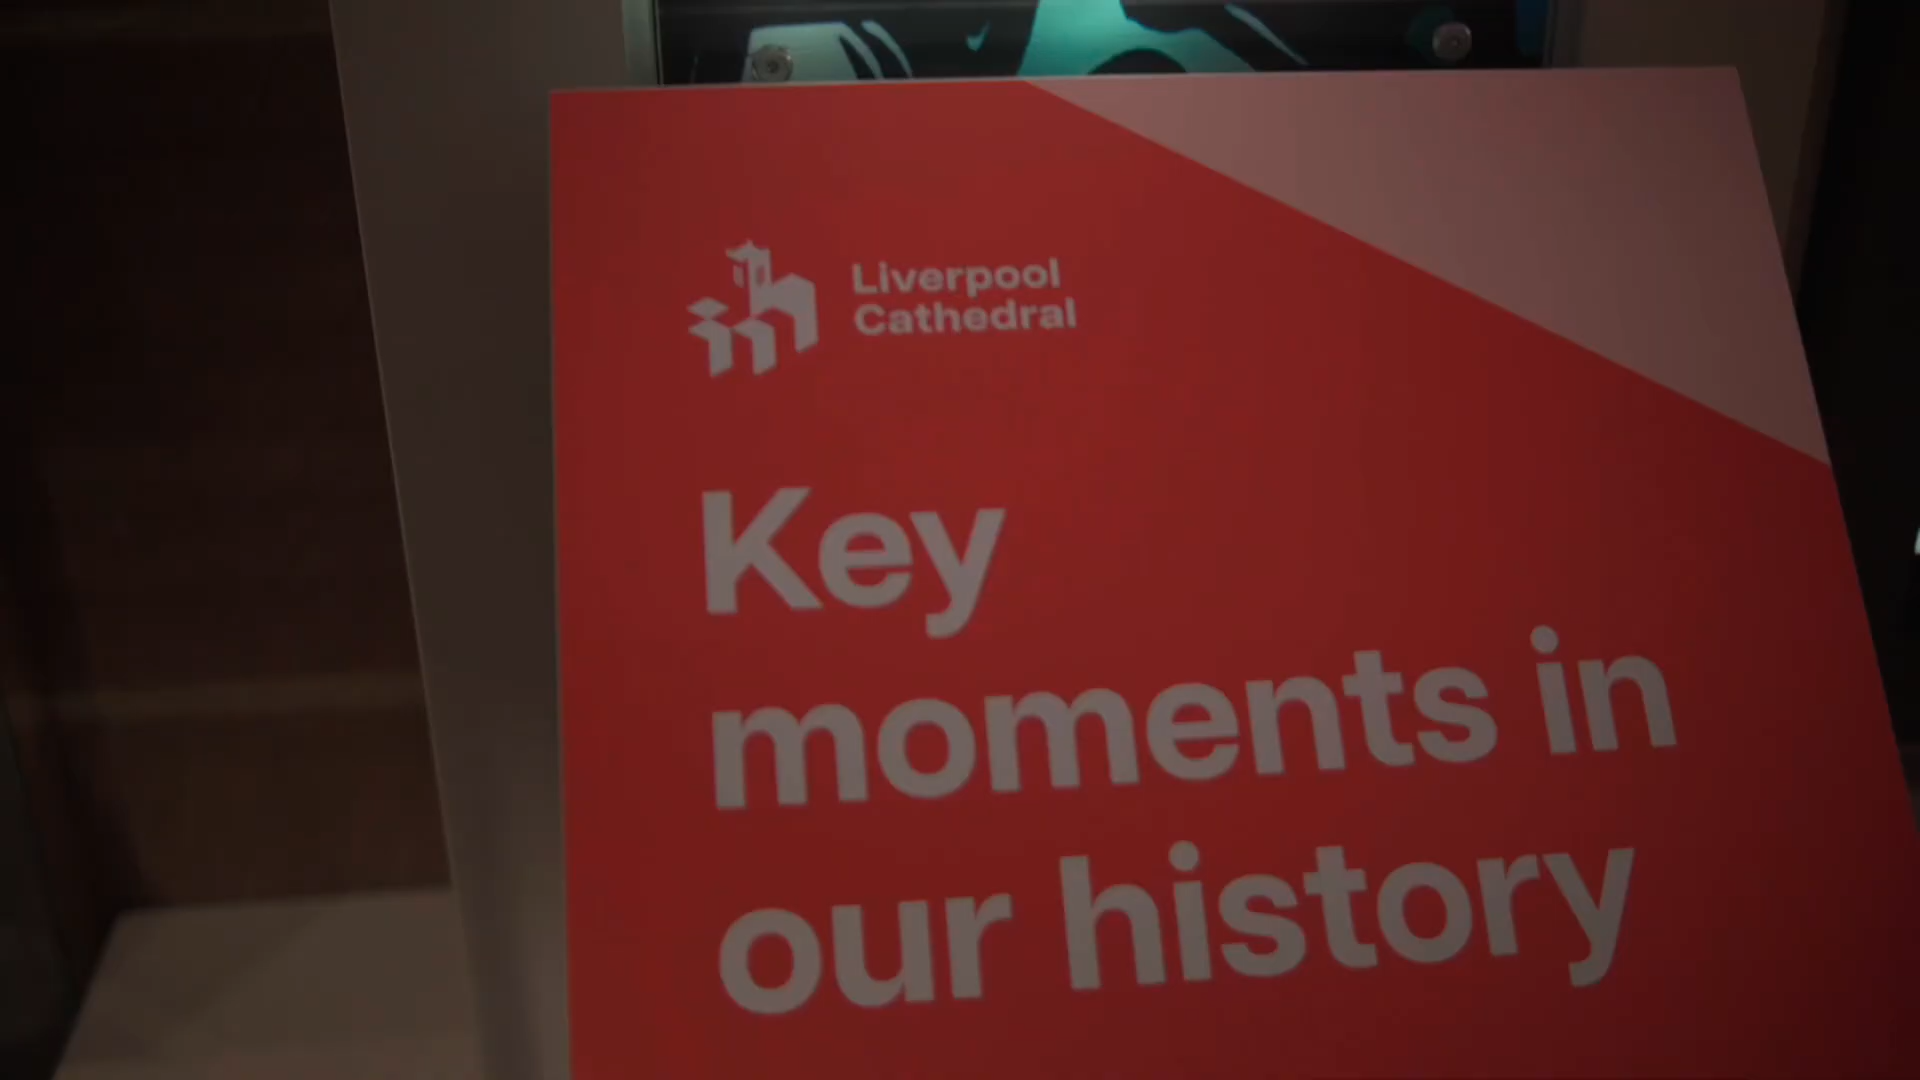 Liverpool
Cathedral
Key
moments in
our history